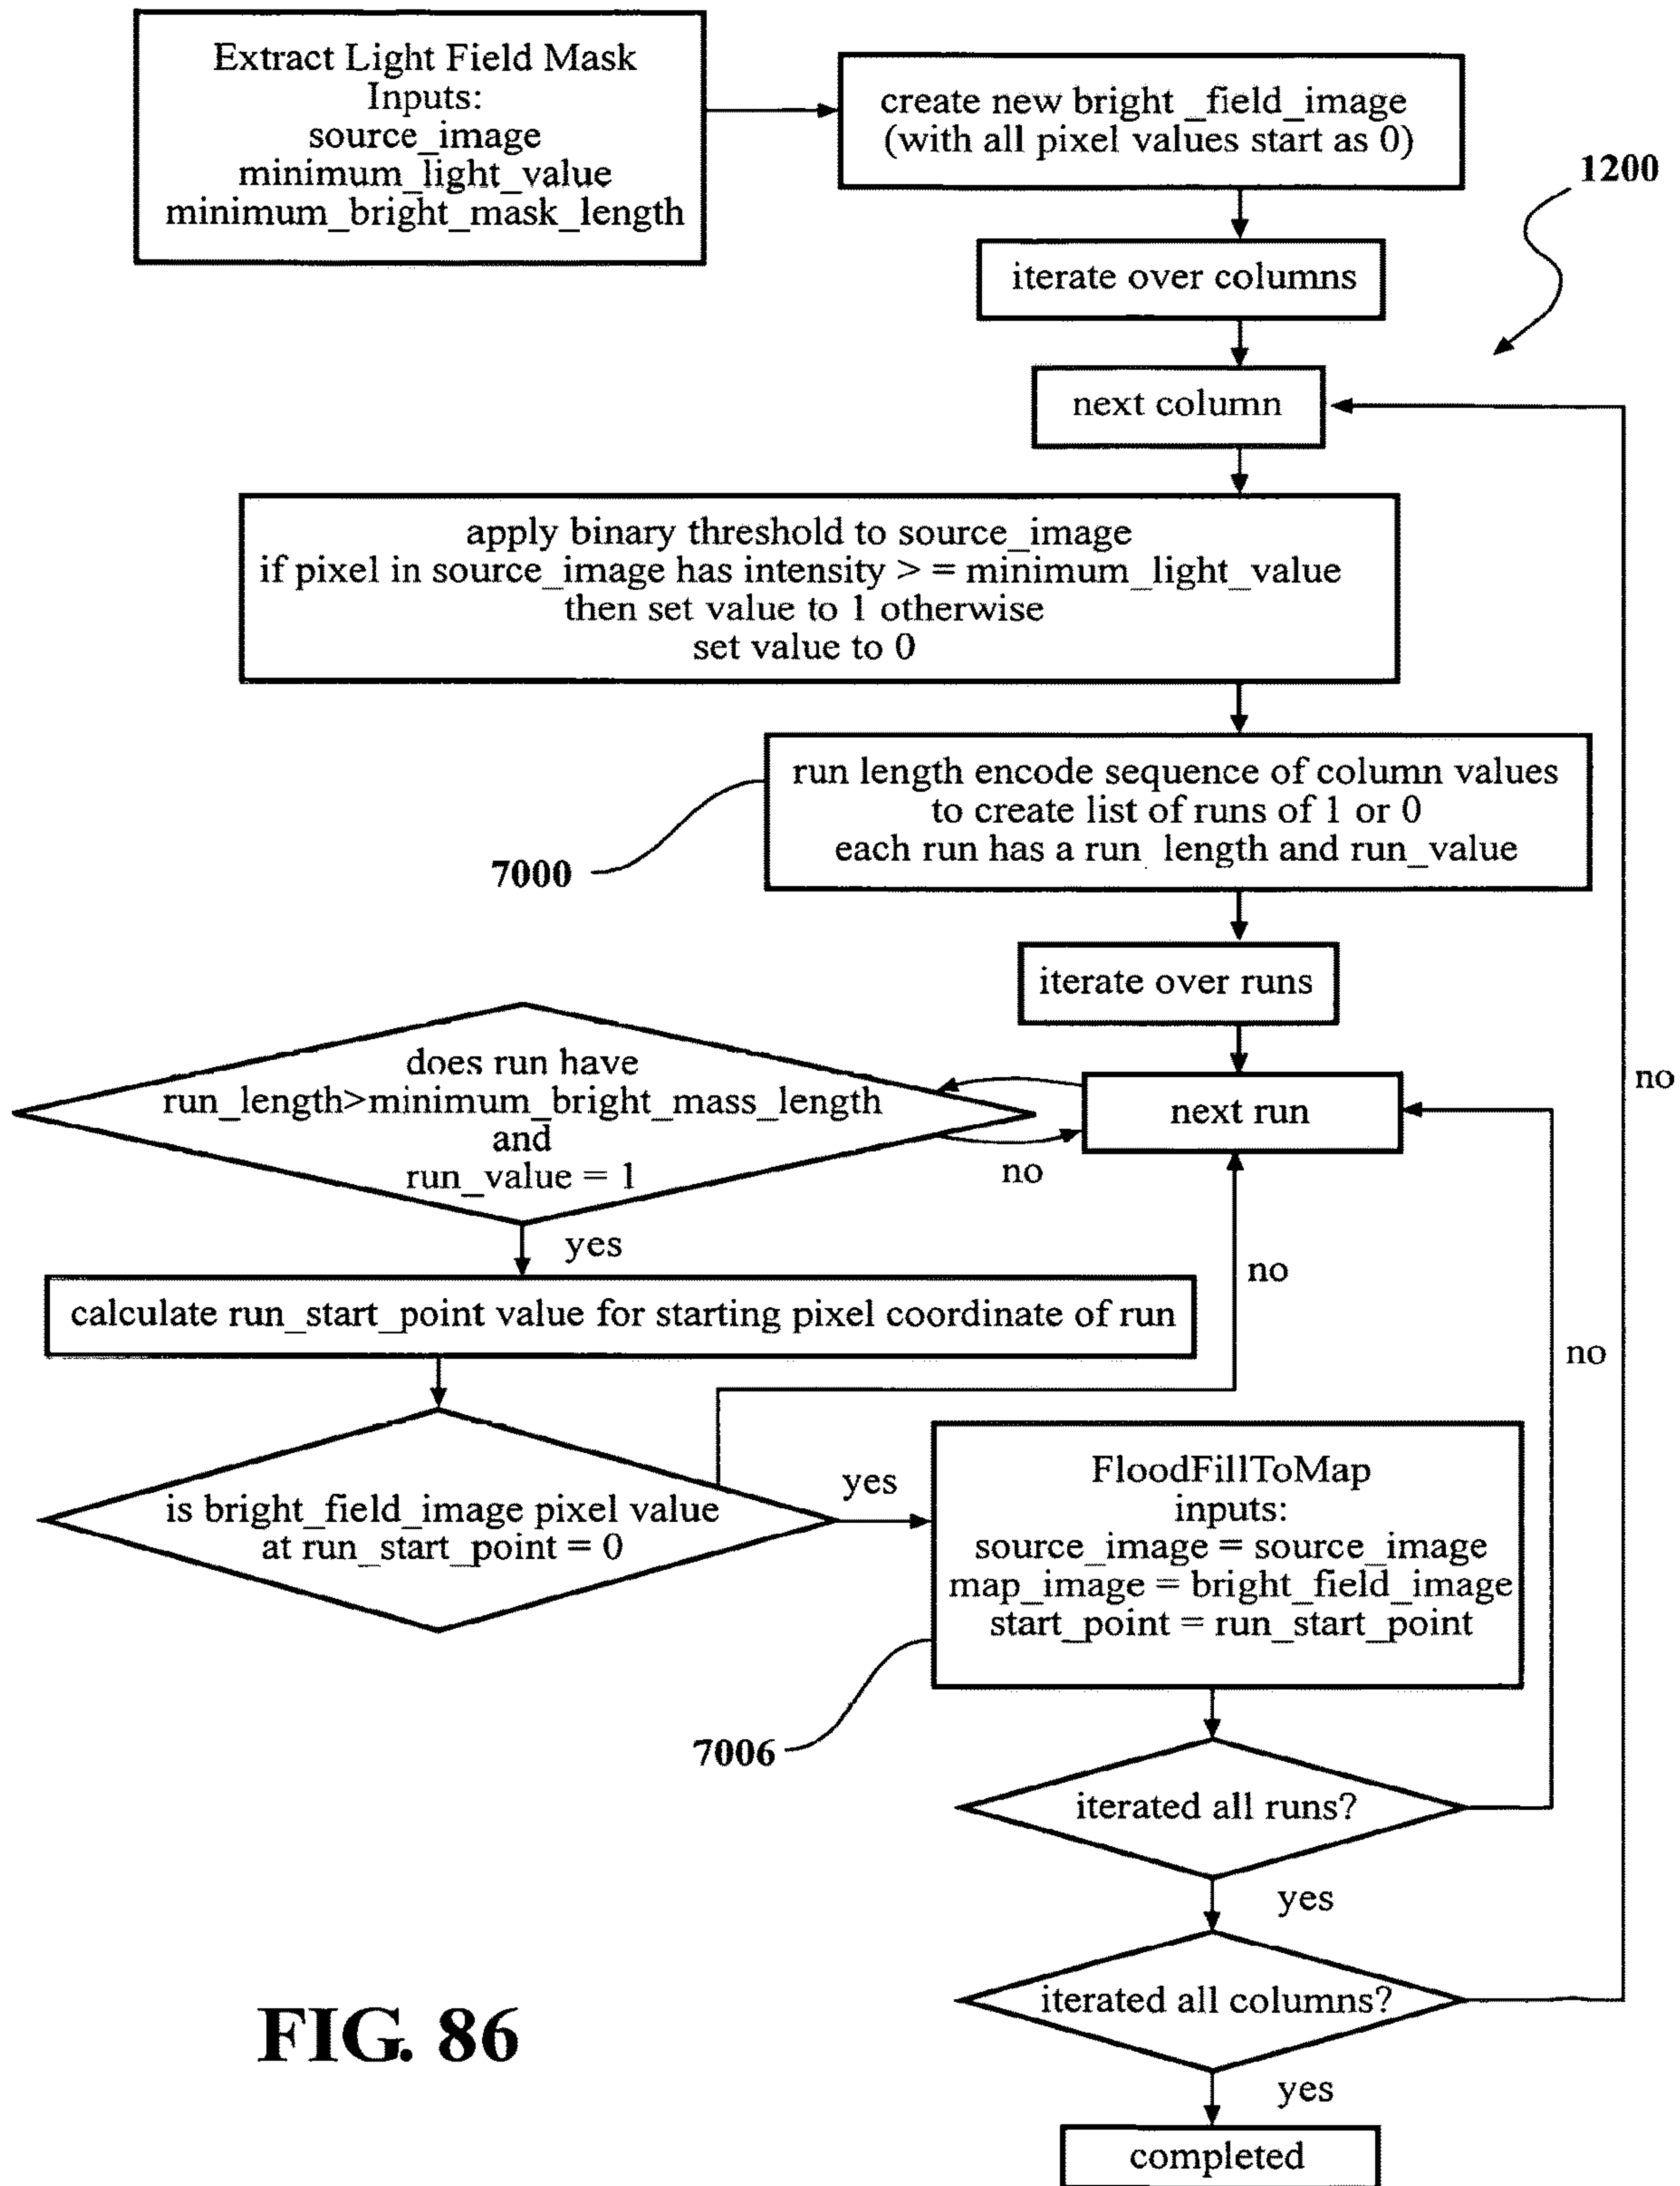 Extract Light Field Mask
Inputs:
source_image
minimum_light_value
minimum_bright_mask_length
create new bright _field_image
(with all pixel values start as 0)
1200
iterate over columns
next column
apply binary threshold to source_image
if pixel in source_image has intensity > = minimum_light_value
then set value to 1 otherwise
set value to 0
run length encode sequence of column values
to create list of runs of 1 or 0
each run has a run length and run_value
7000
iterate over runs
does run have
run_length>minimum_bright_mass_length
and
run_value = 1
next run
no
no
yes
calculate run_start_point value for starting pixel coordinate of run
no
no
is bright_field_image pixel value
at run_start_point = 0
yes
FloodFillToMap
inputs:
source_image = source_image
map_image = bright_field_image
start_point = run_start_point
7006
iterated all runs?
yes
iterated all columns?
yes
completed
FIG. 86